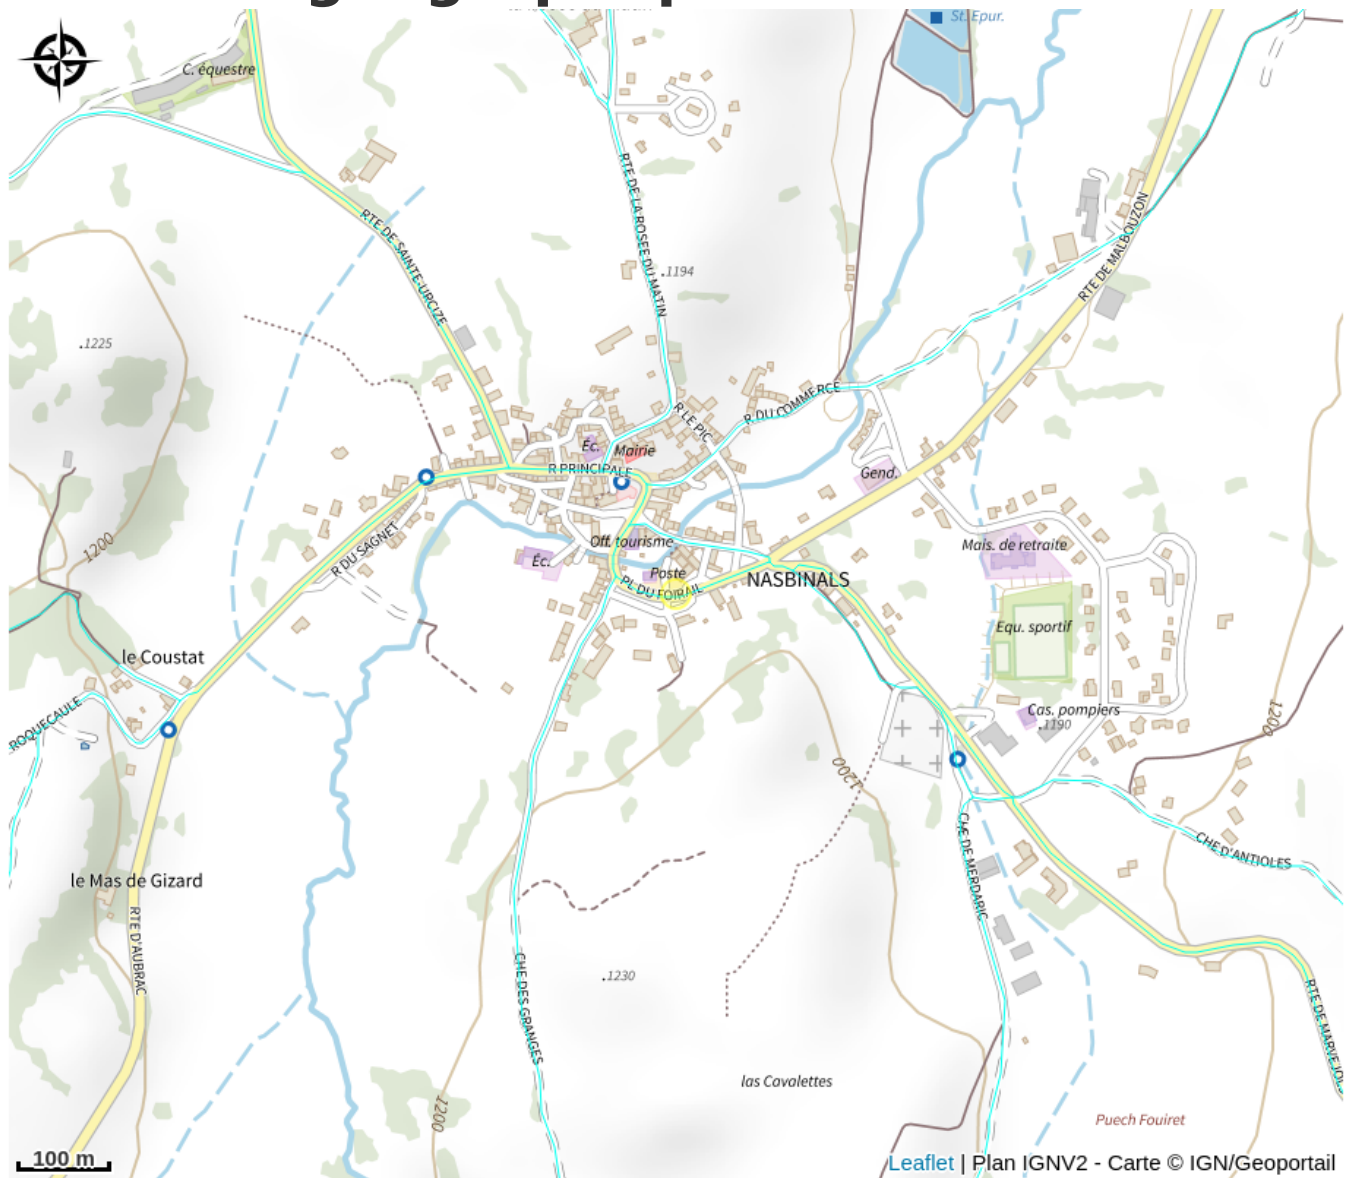 St. Epur.
C. équestre
RTE DE LA ROSEE DU MATIN
RTE DE SAINTE-URCIZE
RTE DE MALBOUZON
.1194
.1225
R DU COMMERCE
R LE PIC
Éc.
Mairie
R PRINCIPALE
Gend.
1200
R DU SAGNET
Off. tourisme
Mais. de retraite
Éc.
Poste
NASBINALS
PL DU FOIRAIL
Equ. sportif
le Coustat
ROQUECAULE
Cas. pompiers
.1190
1200
1200
CHE DE MERDARIC
CHE D'ANTIOLES
le Mas de Gizard
RTE D'AUBRAC
CHE DES GRANGES
.1230
RTE DE MARVEJOLS
las Cavalettes
1200
Puech Fouiret
100 m
Leaflet | Plan IGNV2 - Carte © IGN/Geoportail